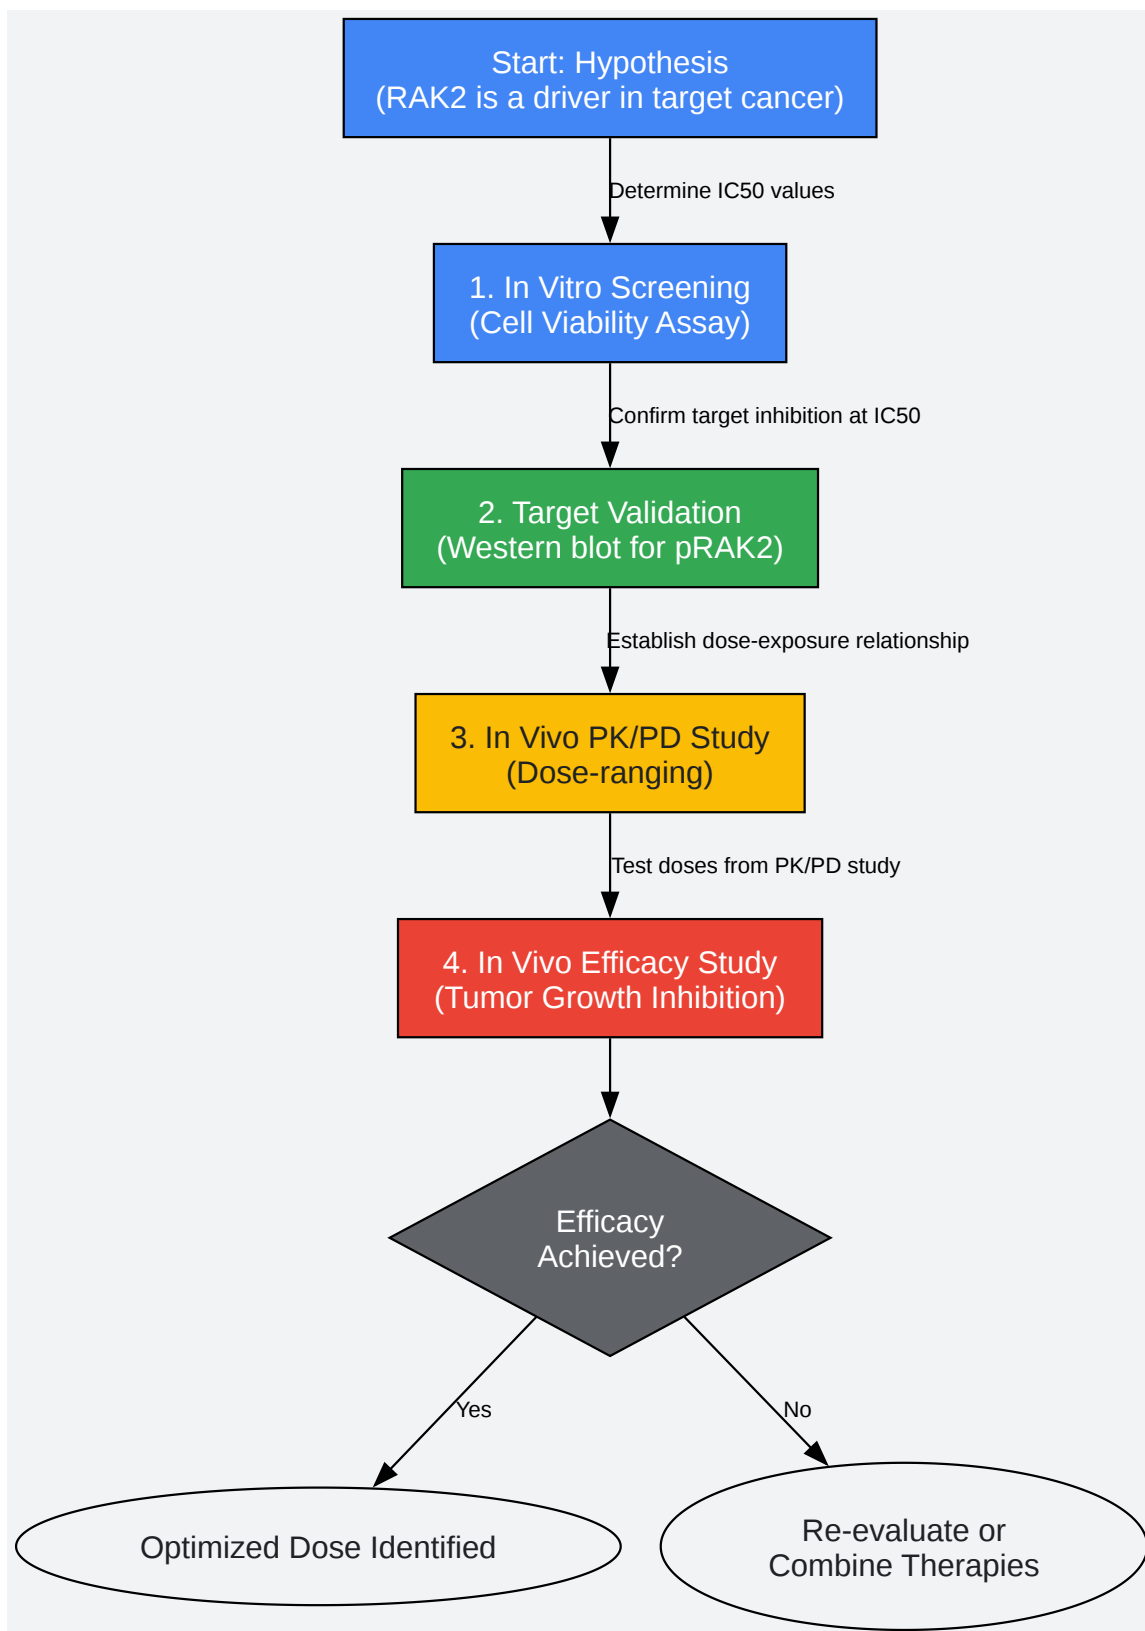 Start: Hypothesis
(RAK2 is a driver in target cancer)
Determine IC50 values
1. In Vitro Screening
(Cell Viability Assay)
Confirm target inhibition at IC50
2. Target Validation
(Western blot for pRAK2)
Establish dose-exposure relationship
3. In Vivo PK/PD Study
(Dose-ranging)
Test doses from PK/PD study
4. In Vivo Efficacy Study
(Tumor Growth Inhibition)
Efficacy
Achieved?
Yes
No
Optimized Dose Identified
Re-evaluate or
Combine Therapies